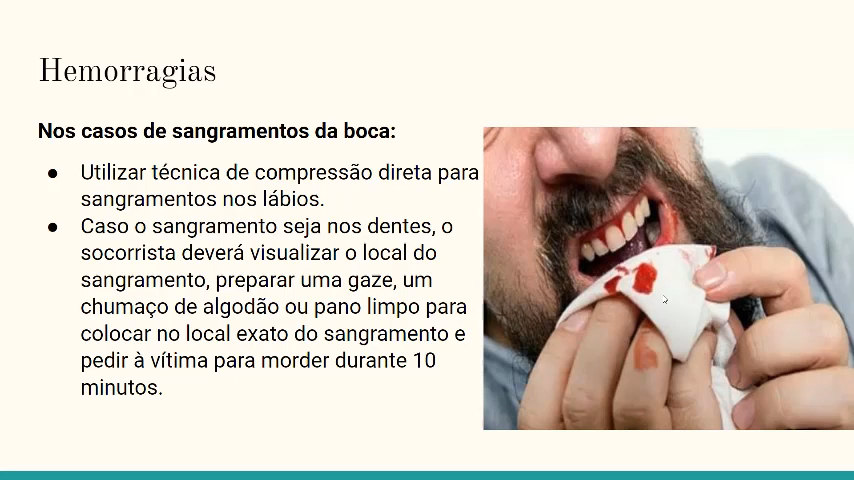 Hemorragias
Nos casos de sangramentos da boca:
● Utilizar técnica de compressão direta para
sangramentos nos lábios.
● Caso o sangramento seja nos dentes, o
socorrista deverá visualizar o local do
sangramento, preparar uma gaze, um
chumaço de algodão ou pano limpo para
colocar no local exato do sangramento e
pedir à vítima para morder durante 10
minutos.